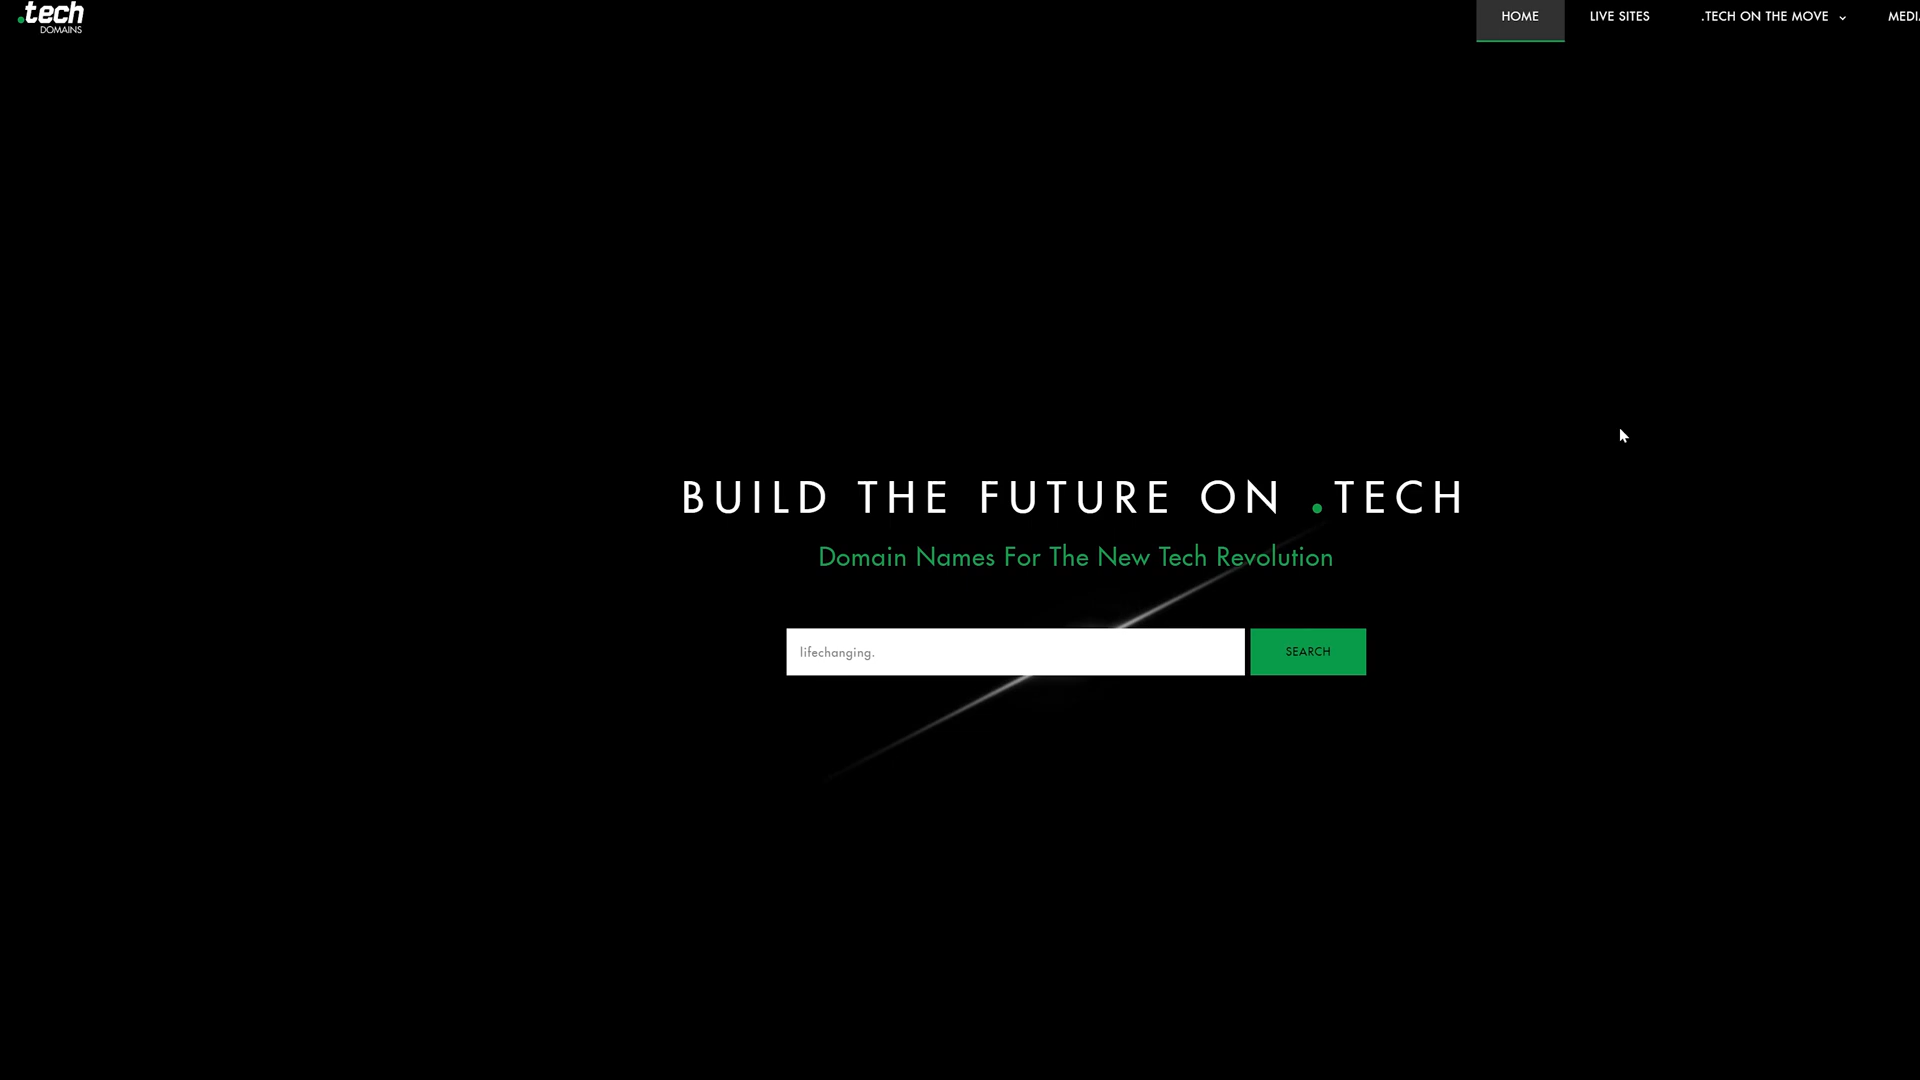 .tech
DOMAINS
HOME
LIVE SITES
.TECH ON THE MOVE
MEDI
BUILD THE FUTURE ON .TECH
Domain Names For The New Tech Revolution
lifechanging.
SEARCH